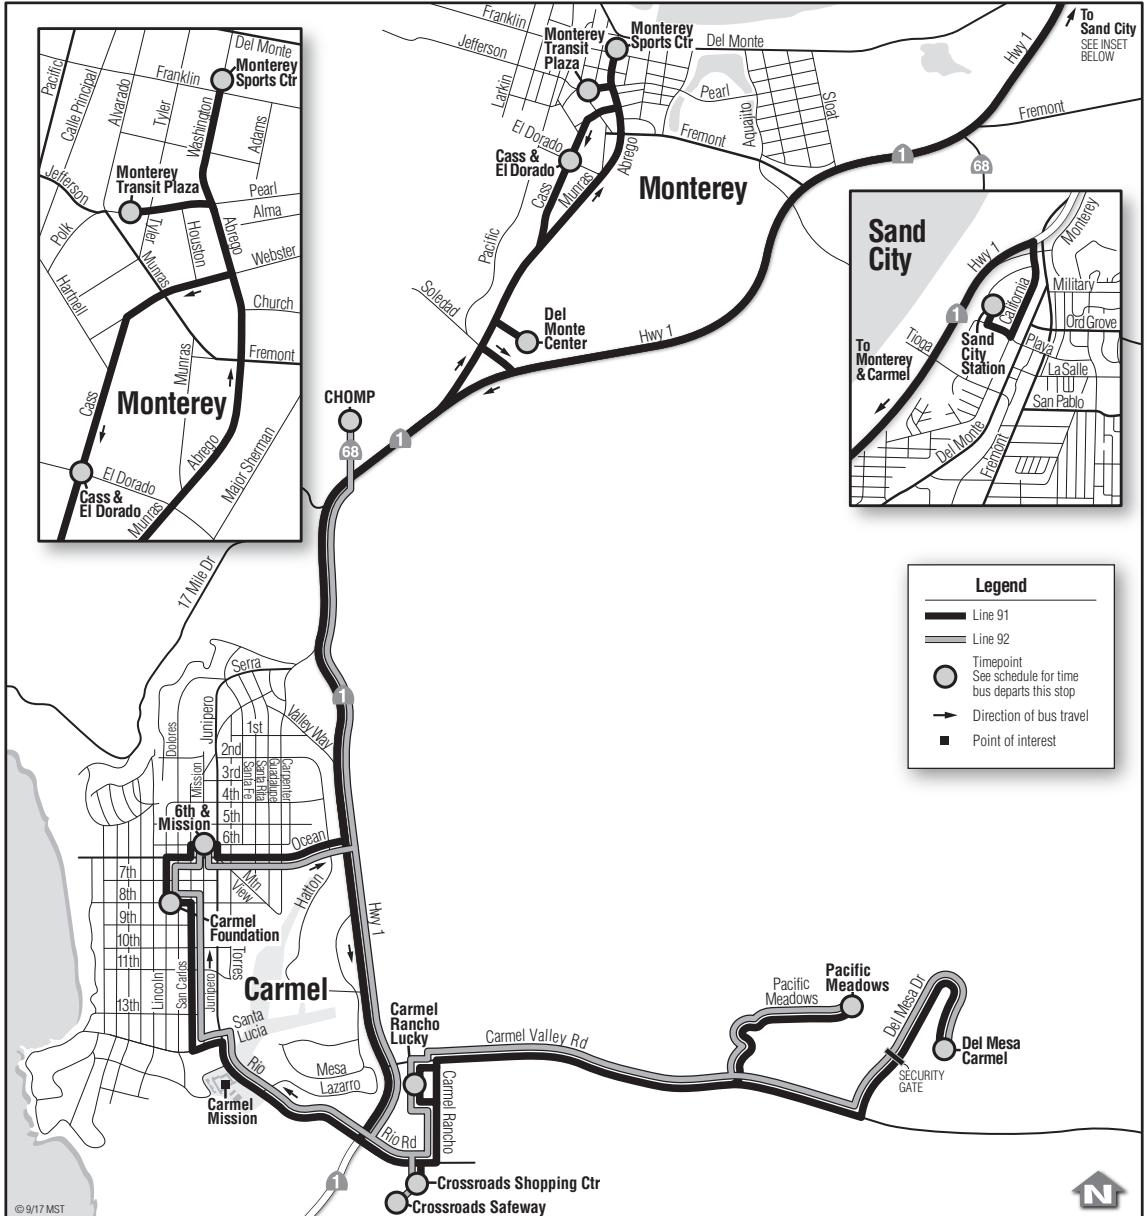 Pacific
Calle Principal
Alvarado
Tyler
Franklin
Del Monte
Monterey
Sports Ctr
Washington
Adams
Monterey
Transit Plaza
Jefferson
Pearl
Alma
Polk
Tyler
Houston
Abrego
Webster
Munras
Hartnell
Church
Munras
Fremont
Cass
Monterey
Abrego
Major Sherman
El Dorado
Cass &
El Dorado
Munras
Franklin
Jefferson
Larkin
Monterey
Transit
Plaza
Monterey
Sports Ctr
Del Monte
Hwy 1
To
Sand City
SEE INSET
BELOW
Pearl
Aquajito
Sloat
Fremont
Fremont
El Dorado
Abrego
Cass &
El Dorado
1
68
Cass
Munras
Monterey
Pacific
Soledad
Del
Monte
Center
Hwy 1
Sand
City
Hwy 1
Monterey
1
California
Military
Ord Grove
Tioga
Sand
City
Station
Playa
La Salle
San Pablo
To
Monterey
& Carmel
Del Monte
Fremont
CHOMP
68
1
17 Mile Dr
Legend
Line 91
Line 92
Timepoint
See schedule for time
bus departs this stop
Direction of bus travel
Point of interest
Serra
1
Dolores
Junipero
1st
Valley Way
2nd
Mission
3rd
Santa Fe
Santa Rita
Guadalupe
Carpenter
4th
6th &
Mission
5th
6th
Ocean
7th
Mtn
View
Hatton
8th
9th
Carmel
Foundation
Hwy 1
10th
11th
Torres
Lincoln
San Carlos
Junipero
Carmel
13th
Santa
Lucia
Rio
Mesa
Lazarro
Carmel
Mission
Carmel
Rancho
Lucky
Carmel Valley Rd
Carmel Rancho
Rio Rd
Pacific
Meadows
Pacific
Meadows
Del Mesa Dr
Del Mesa
Carmel
SECURITY
GATE
1
Crossroads Shopping Ctr
Crossroads Safeway
N
© 9/17 MST